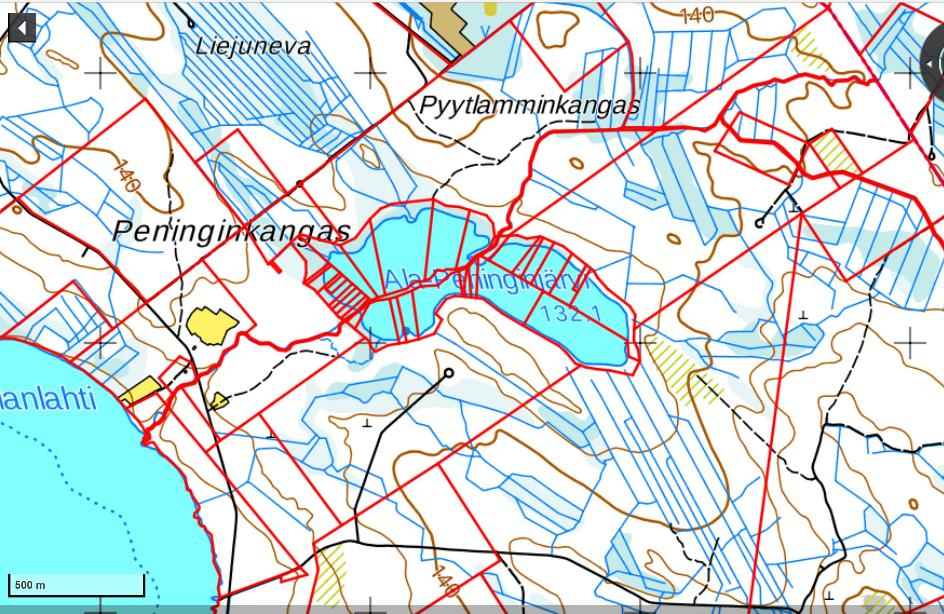 140
Liejuneva
Pyytlamminkangas
140
Peninginkangas
Ala-Peninginjärvi
132.1
anlahti
140
500 m